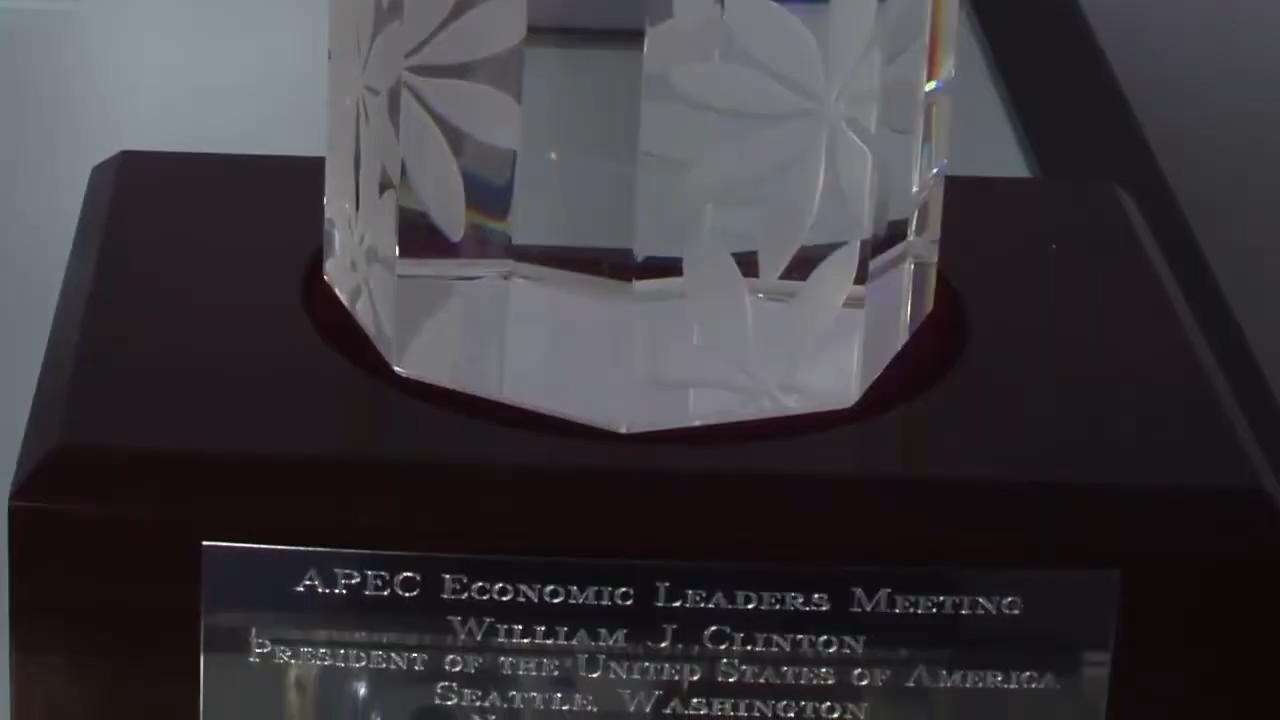 APEC Economic Leaders Meeting
William J. Clinton
President of the United States of America
Seattle, Washington